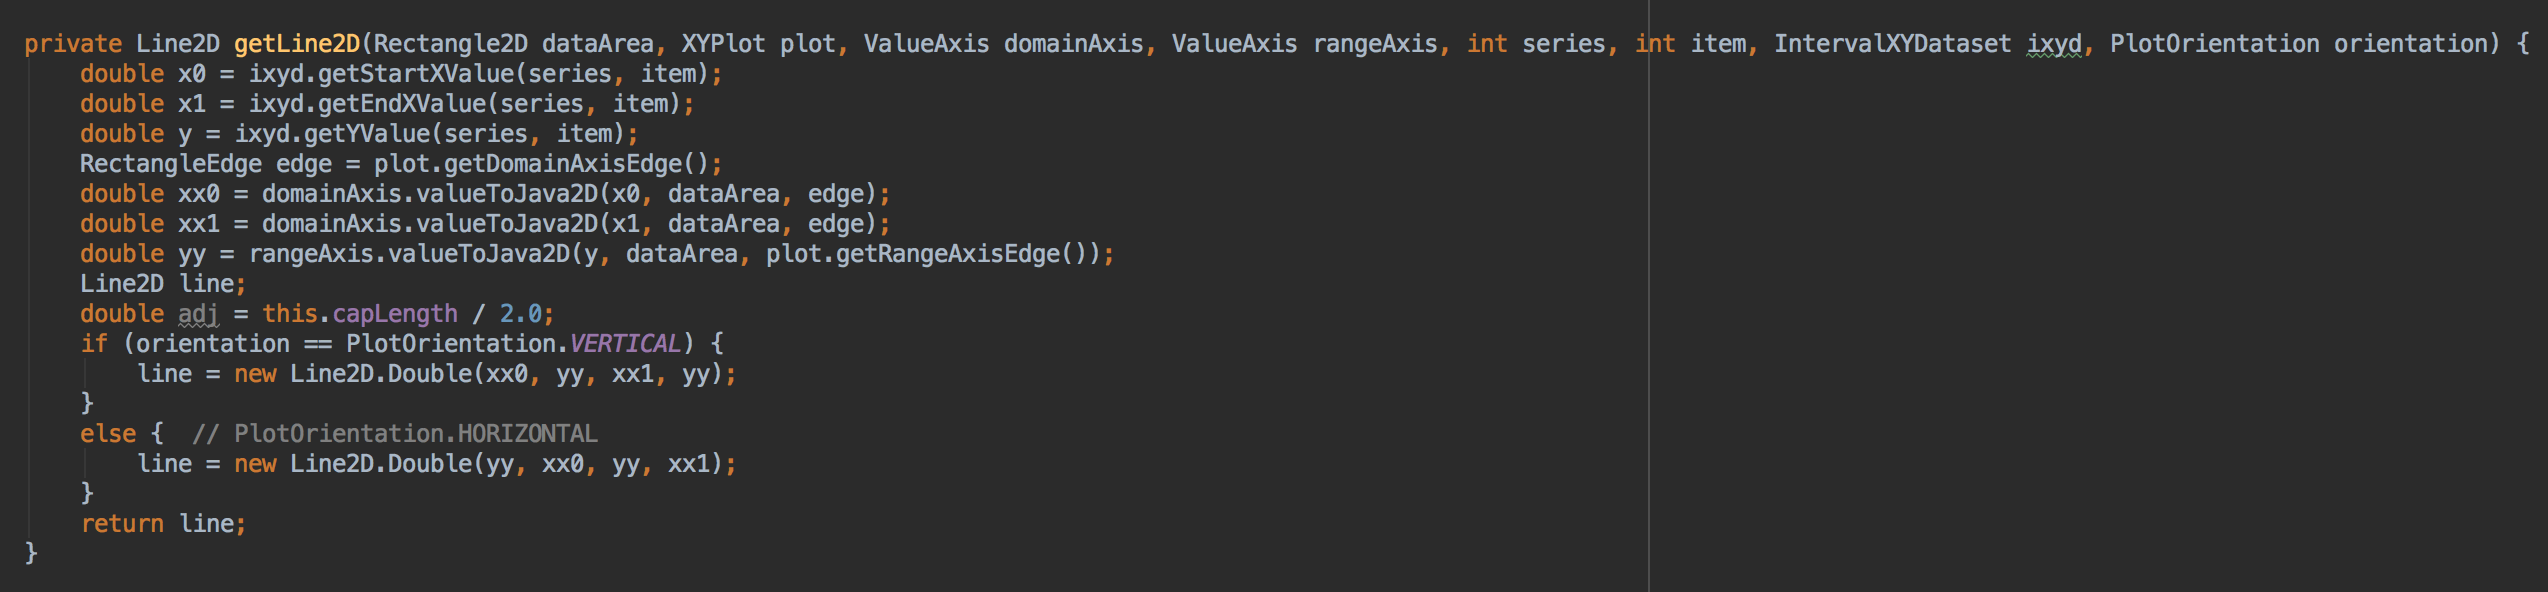 private Line2D getLine2D(Rectangle2D dataArea, XYPlot plot, ValueAxis domainAxis, ValueAxis rangeAxis, int series, int item, IntervalXYDataset ixyd, PlotOrientation orientation) {
    double x0 = ixyd.getStartXValue(series, item);
    double x1 = ixyd.getEndXValue(series, item);
    double y = ixyd.getYValue(series, item);
    RectangleEdge edge = plot.getDomainAxisEdge();
    double xx0 = domainAxis.valueToJava2D(x0, dataArea, edge);
    double xx1 = domainAxis.valueToJava2D(x1, dataArea, edge);
    double yy = rangeAxis.valueToJava2D(y, dataArea, plot.getRangeAxisEdge());
    Line2D line;
    double adj = this.capLength / 2.0;
    if (orientation == PlotOrientation.VERTICAL) {
        line = new Line2D.Double(xx0, yy, xx1, yy);
    }
    else {  // PlotOrientation.HORIZONTAL
        line = new Line2D.Double(yy, xx0, yy, xx1);
    }
    return line;
}